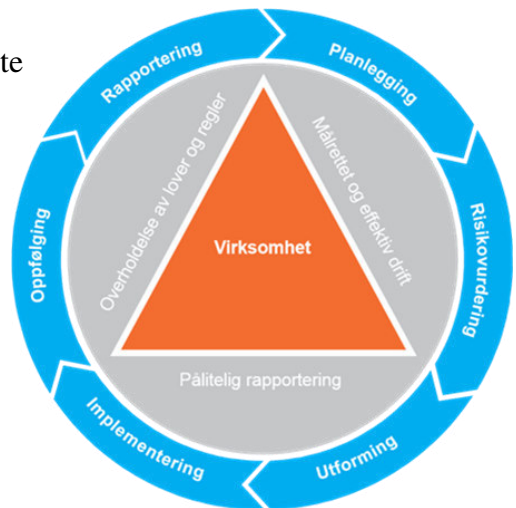 te
Rapportering
Planlegging
Risikovurdering
Utforming
Implementering
Oppfølging
Overholdelse av lover og regler
Målrettet og effektiv drift
Virksomhet
Pålitelig rapportering